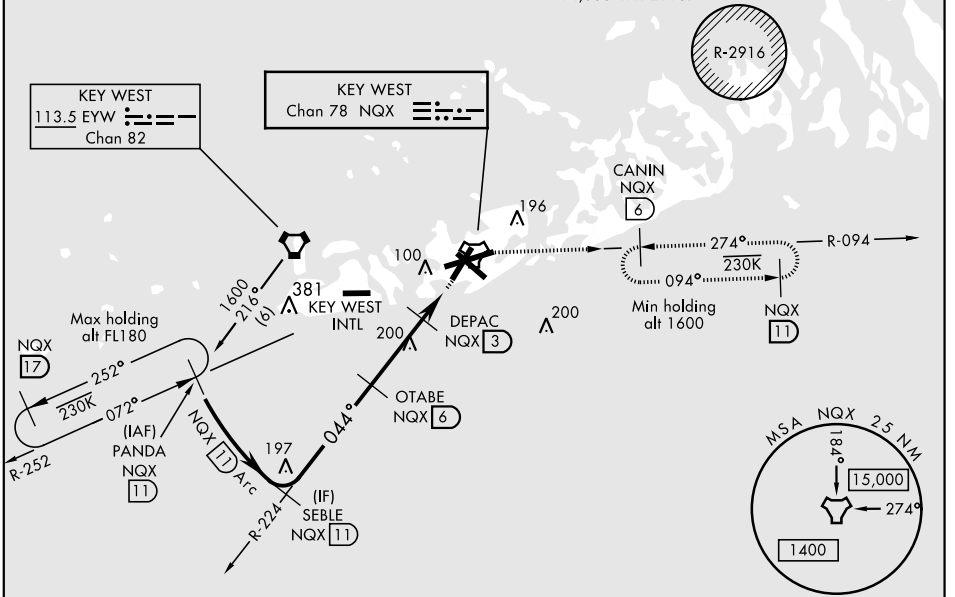 R-2916
KEY WEST
113.5 EYW
Chan 82
KEY WEST
Chan 78 NQX
CANIN
NQX
6
196
274°
R-094
230K
094°
100
1600
216°
(6)
381
KEY WEST
INTL
Min holding
alt 1600
NQX
11
Max holding
alt FL180
NQX
17
200
DEPAC
NQX 3
200
252°
230K
072°
OTABE
NQX 6
044°
(IAF)
PANDA
NQX
11
R-252
NQX 11 Arc
197
(IF)
SEBLE
NQX 11
R-224
MSA NQX 25 NM
184°
15,000
274°
1400